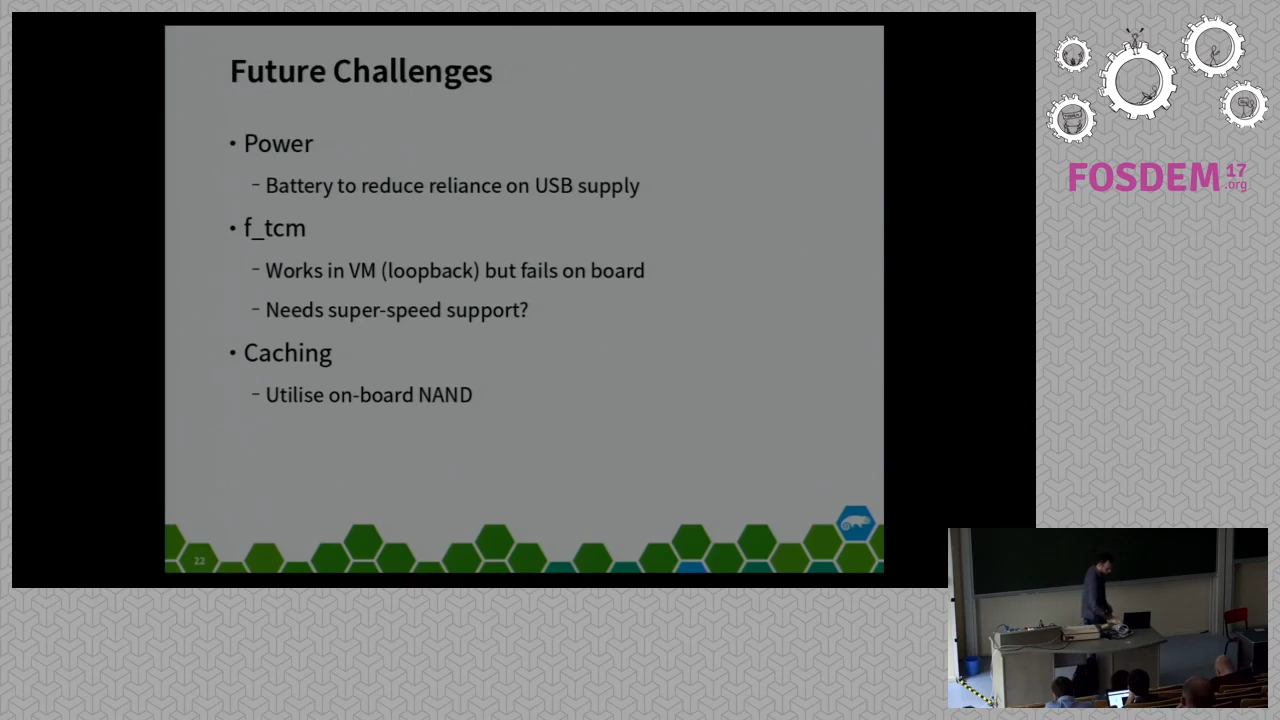 Future Challenges
• Power
– Battery to reduce reliance on USB supply
• f_tcm
– Works in VM (loopback) but fails on board
– Needs super-speed support?
• Caching
– Utilise on-board NAND
22
FOSDEM 17
.org